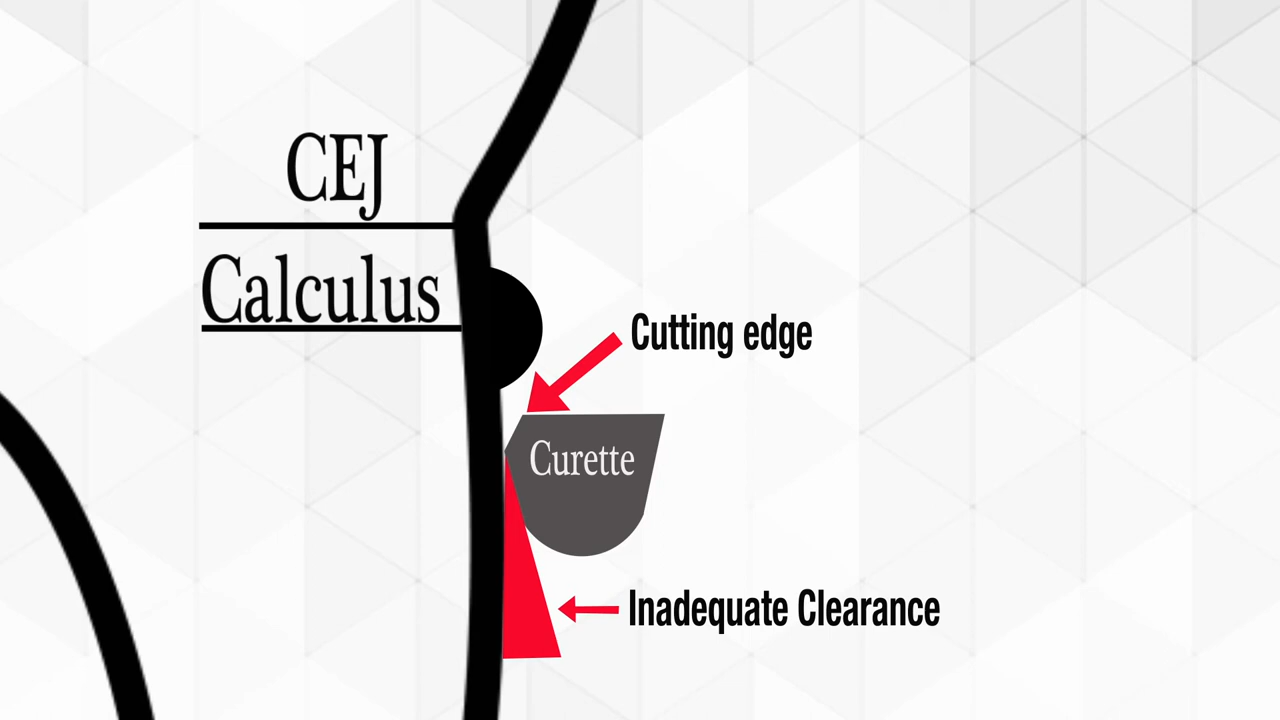 CEJ
Calculus
Cutting edge
Curette
Inadequate Clearance